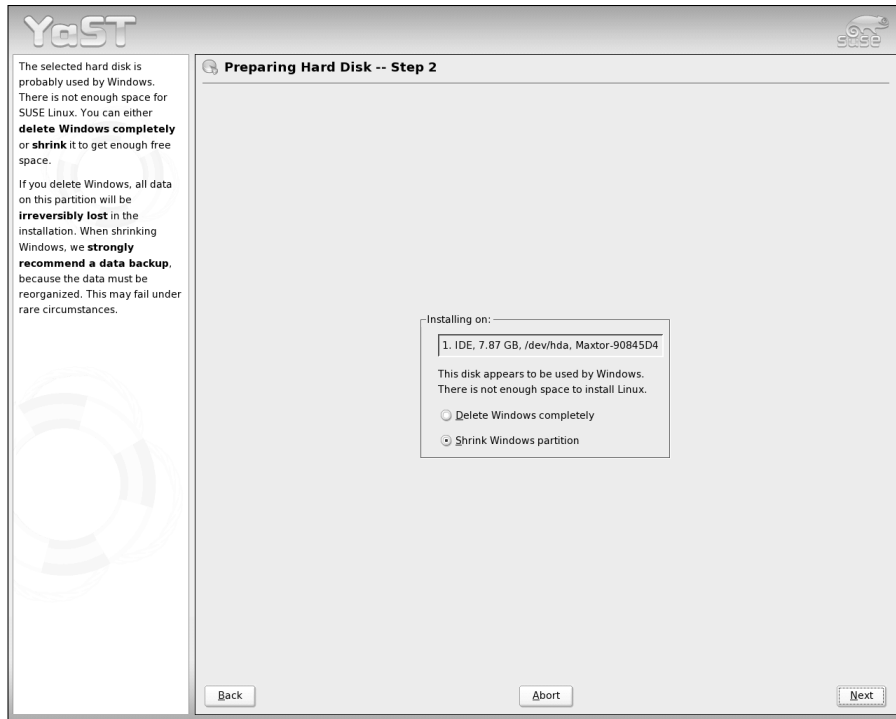 YaST
SUSE
The selected hard disk is
probably used by Windows.
There is not enough space for
SUSE Linux. You can either
delete Windows completely
or shrink it to get enough free
space.
If you delete Windows, all data
on this partition will be
irreversibly lost in the
installation. When shrinking
Windows, we strongly
recommend a data backup,
because the data must be
reorganized. This may fail under
rare circumstances.
Preparing Hard Disk -- Step 2
Installing on:
1. IDE, 7.87 GB, /dev/hda, Maxtor-90845D4
This disk appears to be used by Windows.
There is not enough space to install Linux.
Delete Windows completely
Shrink Windows partition
Back
Abort
Next